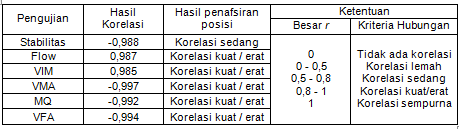 Pengujian Hasil Korelasi Hasil penafsiran posisi Ketentuan
Besar r Kriteria Hubungan
Stabilitas -0,988 Korelasi sedang
Flow 0,987 Korelasi kuat / erat 0 Tidak ada korelasi
VIM 0,985 Korelasi kuat / erat 0 - 0,5 Korelasi lemah
VMA -0,997 Korelasi kuat / erat 0,5 - 0,8 Korelasi sedang
MQ -0,992 Korelasi kuat / erat 0,8 - 1 Korelasi kuat/erat
VFA -0,994 Korelasi kuat / erat 1 Korelasi sempurna